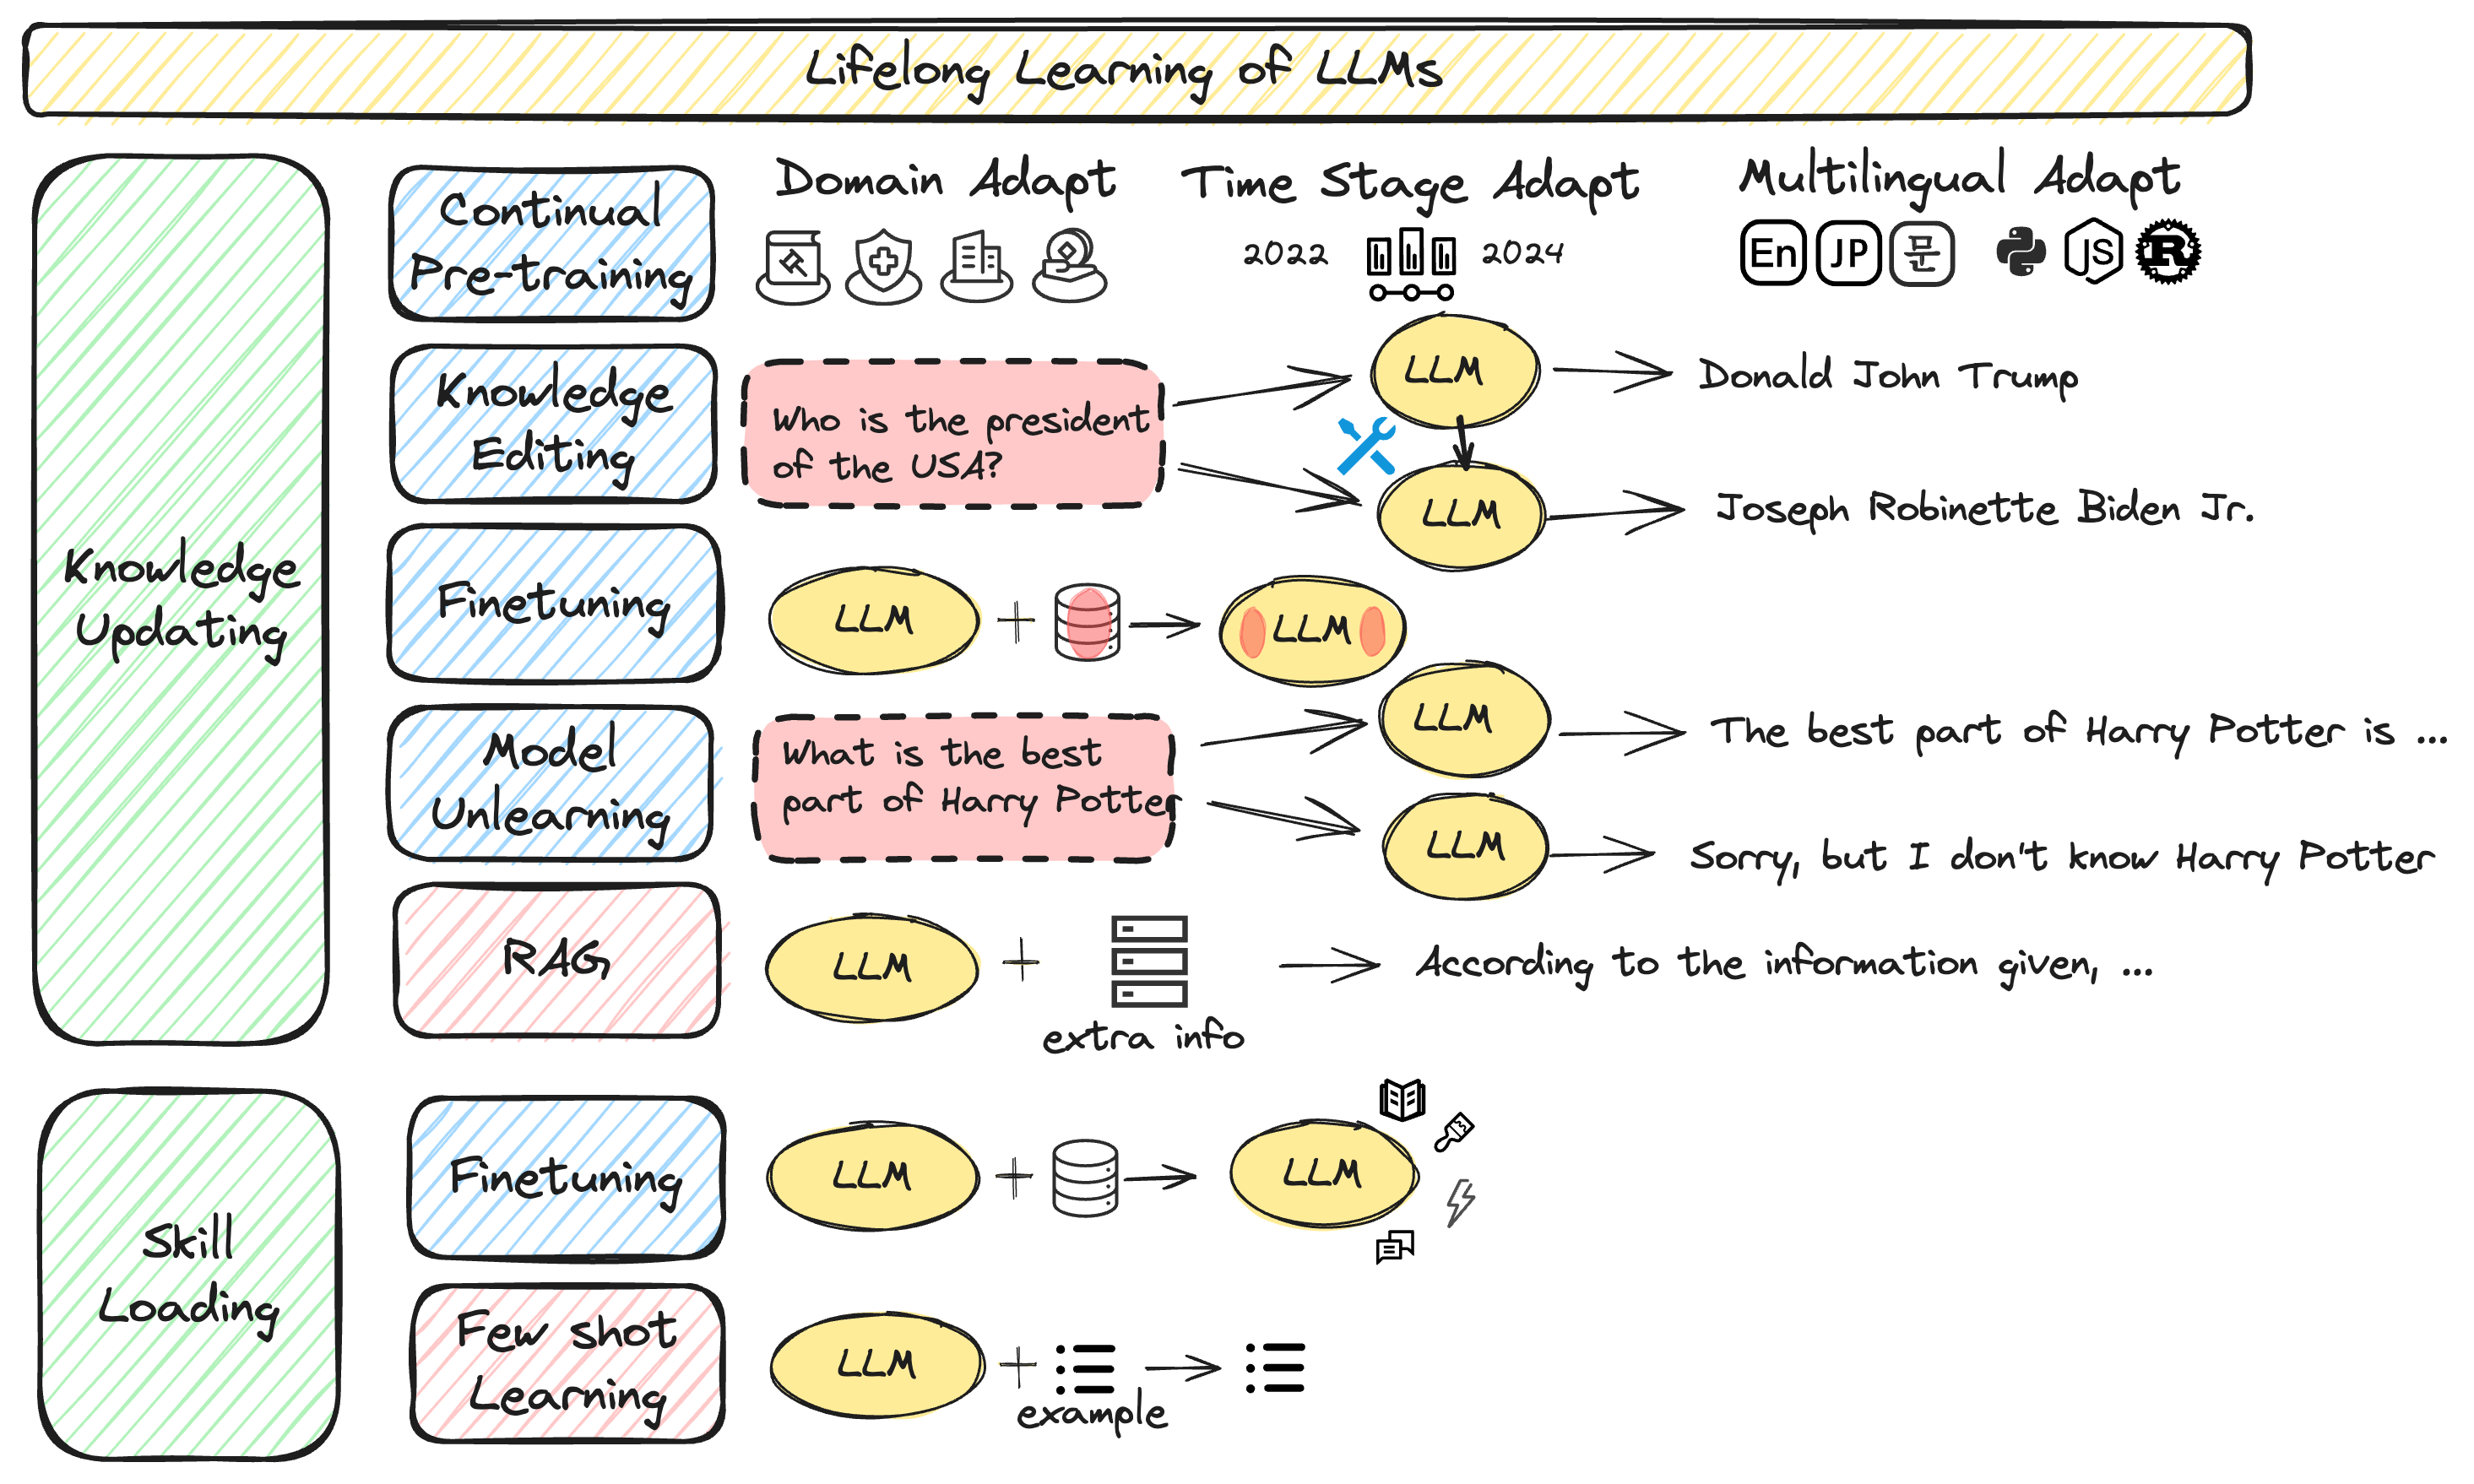 Lifelong Learning of LLMs
Knowledge
Updating
Continual
Pre-training
Domain Adapt
Time Stage Adapt
2022
2024
Multilingual Adapt
En
JP
문
JS
R
Knowledge
Editing
Who is the president
of the USA?
LLM
Donald John Trump
LLM
Joseph Robinette Biden Jr.
Finetuning
LLM
+
LLM
Model
Unlearning
What is the best
part of Harry Potter
LLM
The best part of Harry Potter is ...
LLM
Sorry, but I don't know Harry Potter
RAG
LLM
+
extra info
According to the information given, ...
Skill
Loading
Finetuning
LLM
+
LLM
Few shot
Learning
LLM
+
example